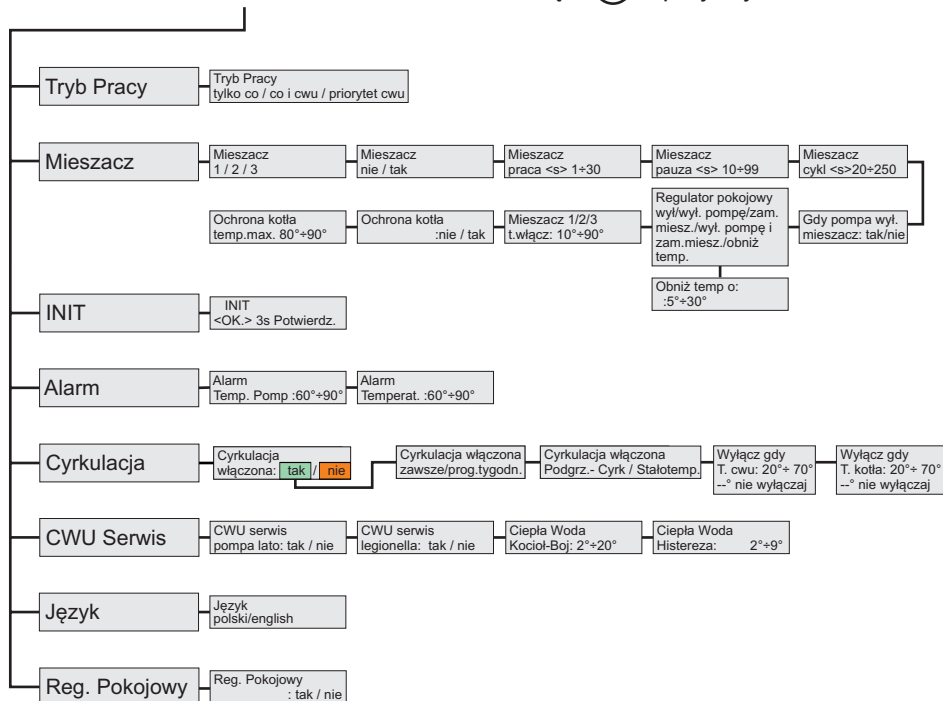 Tryb Pracy
Tryb Pracy
tylko co / co i cwu / priorytet cwu
Mieszacz
Mieszacz
1 / 2 / 3
Mieszacz
nie / tak
Mieszacz
praca <s> 1÷30
Mieszacz
pauza <s> 10÷99
Mieszacz
cykl <s>20÷250
Ochrona kotła
temp.max. 80°÷90°
Ochrona kotła
:nie / tak
Mieszacz 1/2/3
t.włącz: 10°÷90°
Regulator pokojowy
wył/wył. pompę/zam.
miesz./wył. pompę i
zam.miesz./obniż
temp.
Gdy pompa wył.
mieszacz: tak/nie
Obniż temp o:
:5°÷30°
INIT
INIT
<OK.> 3s Potwierdz.
Alarm
Alarm
Temp. Pomp :60°÷90°
Alarm
Temperat. :60°÷90°
Cyrkulacja
Cyrkulacja
włączona: tak / nie
Cyrkulacja włączona
zawsze/prog.tygodn.
Cyrkulacja włączona
Podgrz.- Cyrk / Stałotemp.
Wyłącz gdy
T. cwu: 20°÷ 70°
--° nie wyłączaj
Wyłącz gdy
T. kotła: 20°÷ 70°
--° nie wyłączaj
CWU Serwis
CWU serwis
pompa lato: tak / nie
CWU serwis
legionella: tak / nie
Ciepła Woda
Kocioł-Boj: 2°÷20°
Ciepła Woda
Histereza: 2°÷9°
Język
Język
polski/english
Reg. Pokojowy
Reg. Pokojowy
: tak / nie